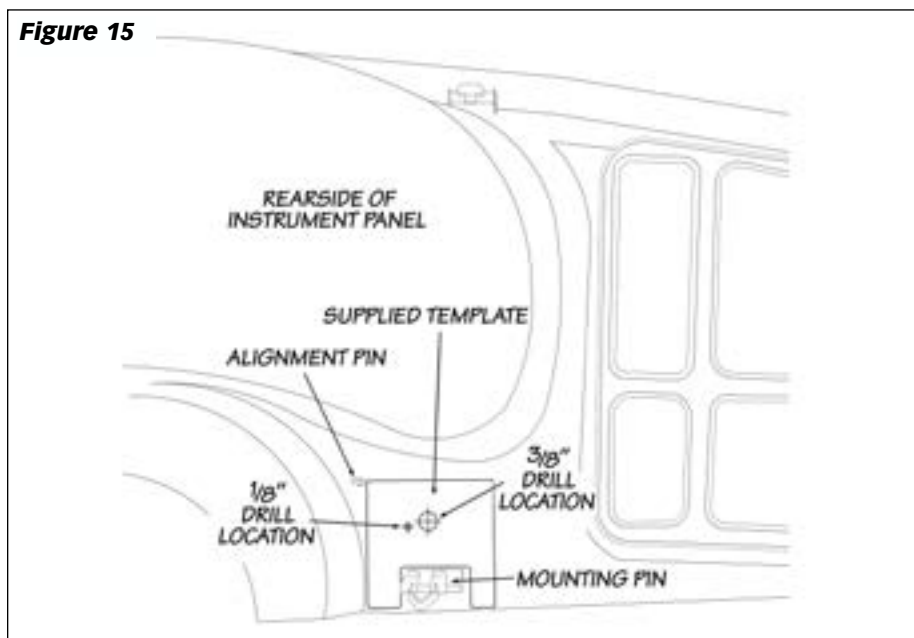 Figure 15
REARSIDE OF
INSTRUMENT PANEL
SUPPLIED TEMPLATE
ALIGNMENT PIN
3/8"
DRILL
LOCATION
1/8"
DRILL
LOCATION
MOUNTING PIN